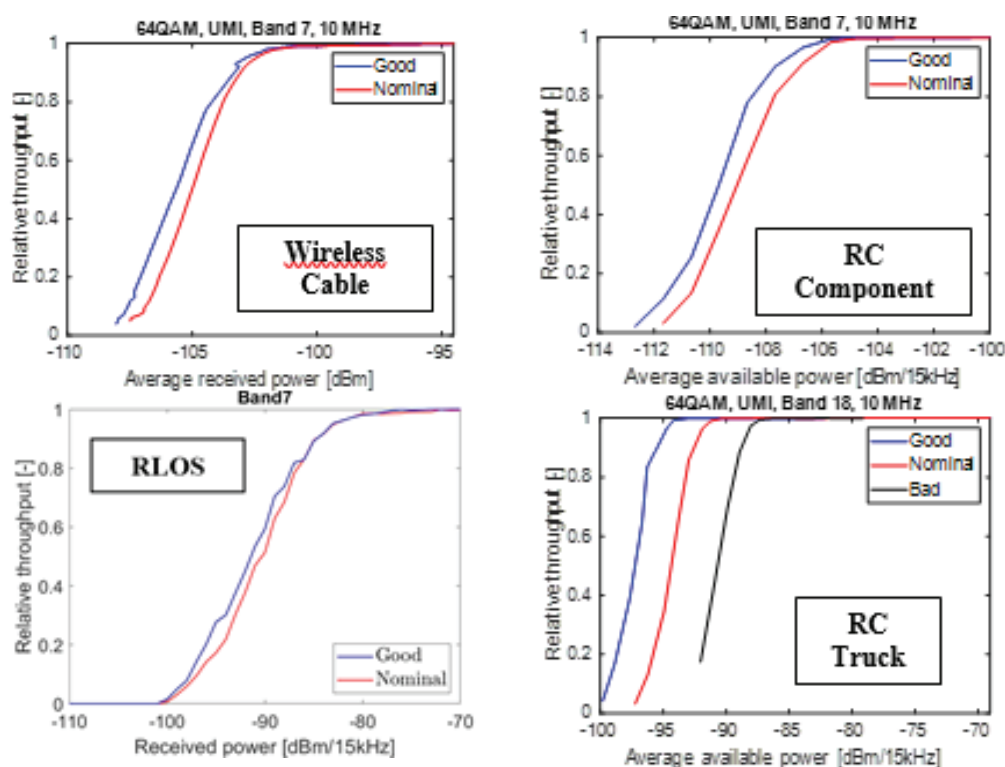 64QAM, UMI, Band 7, 10 MHz
Relative throughput [-]
1
0.8
0.6
0.4
0.2
0
Good
Nominal
Wireless
Cable
-110
-105
-100
-95
Average received power [dBm]
64QAM, UMI, Band 7, 10 MHz
Relative throughput [-]
1
0.8
0.6
0.4
0.2
0
Good
Nominal
RC
Component
-114
-112
-110
-108
-106
-104
-102
-100
Average available power [dBm/15kHz]
Band7
Relative throughput [-]
1
0.8
0.6
0.4
0.2
0
RLOS
Good
Nominal
-110
-100
-90
-80
-70
Received power [dBm/15kHz]
64QAM, UMI, Band 18, 10 MHz
Relative throughput [-]
1
0.8
0.6
0.4
0.2
0
Good
Nominal
Bad
RC
Truck
-100
-95
-90
-85
-80
-75
-70
Average available power [dBm/15kHz]